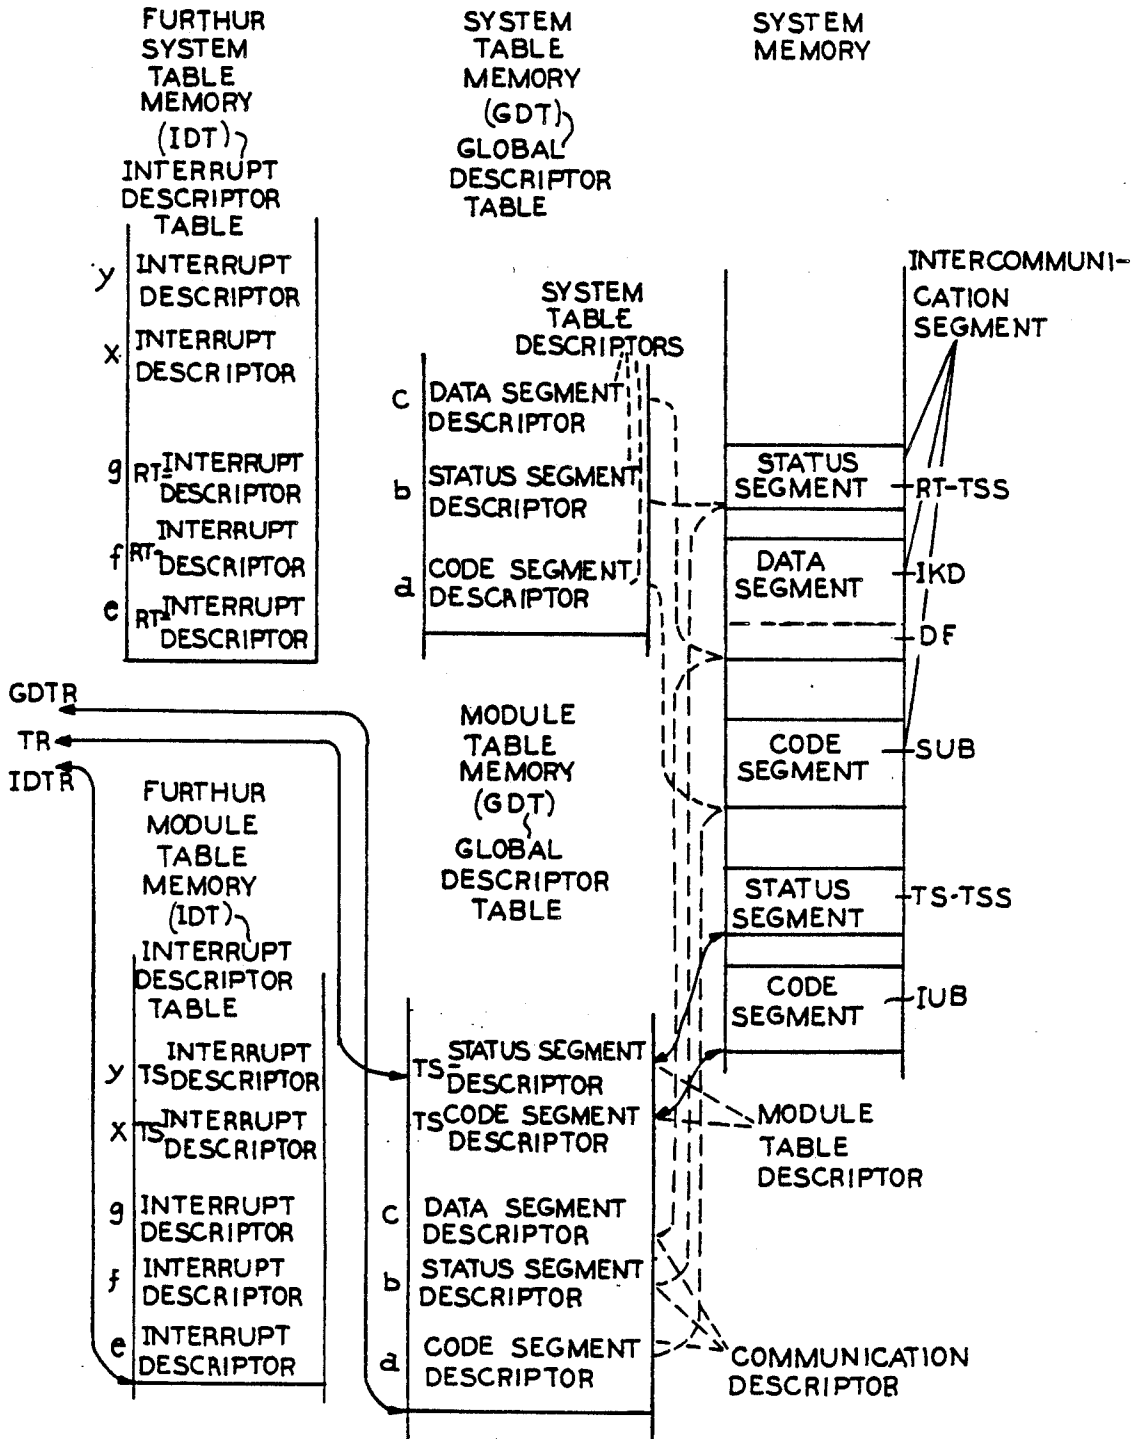 FURTHUR
SYSTEM
TABLE
MEMORY
(IDT)
INTERRUPT
DESCRIPTOR
TABLE
y INTERRUPT
DESCRIPTOR
x INTERRUPT
DESCRIPTOR
g RT-INTERRUPT
DESCRIPTOR
f RT-INTERRUPT
DESCRIPTOR
e RT-INTERRUPT
DESCRIPTOR
SYSTEM
TABLE
MEMORY
(GDT)
GLOBAL
DESCRIPTOR
TABLE
SYSTEM
TABLE
DESCRIPTORS
c DATA SEGMENT
DESCRIPTOR
b STATUS SEGMENT
DESCRIPTOR
a CODE SEGMENT
DESCRIPTOR
SYSTEM
MEMORY
INTERCOMMUNI-
CATION
SEGMENT
STATUS
SEGMENT
RT-TSS
DATA
SEGMENT
IKD
DF
CODE
SEGMENT
SUB
STATUS
SEGMENT
TS-TSS
CODE
SEGMENT
IUB
GDTR
TR
IDTR
FURTHUR
MODULE
TABLE
MEMORY
(IDT)
INTERRUPT
DESCRIPTOR
TABLE
y TS INTERRUPT
DESCRIPTOR
x TS INTERRUPT
DESCRIPTOR
g INTERRUPT
DESCRIPTOR
f INTERRUPT
DESCRIPTOR
e INTERRUPT
DESCRIPTOR
MODULE
TABLE
MEMORY
(GDT)
GLOBAL
DESCRIPTOR
TABLE
TS-STATUS SEGMENT
DESCRIPTOR
TS CODE SEGMENT
DESCRIPTOR
c DATA SEGMENT
DESCRIPTOR
b STATUS SEGMENT
DESCRIPTOR
a CODE SEGMENT
DESCRIPTOR
MODULE
TABLE
DESCRIPTOR
COMMUNICATION
DESCRIPTOR